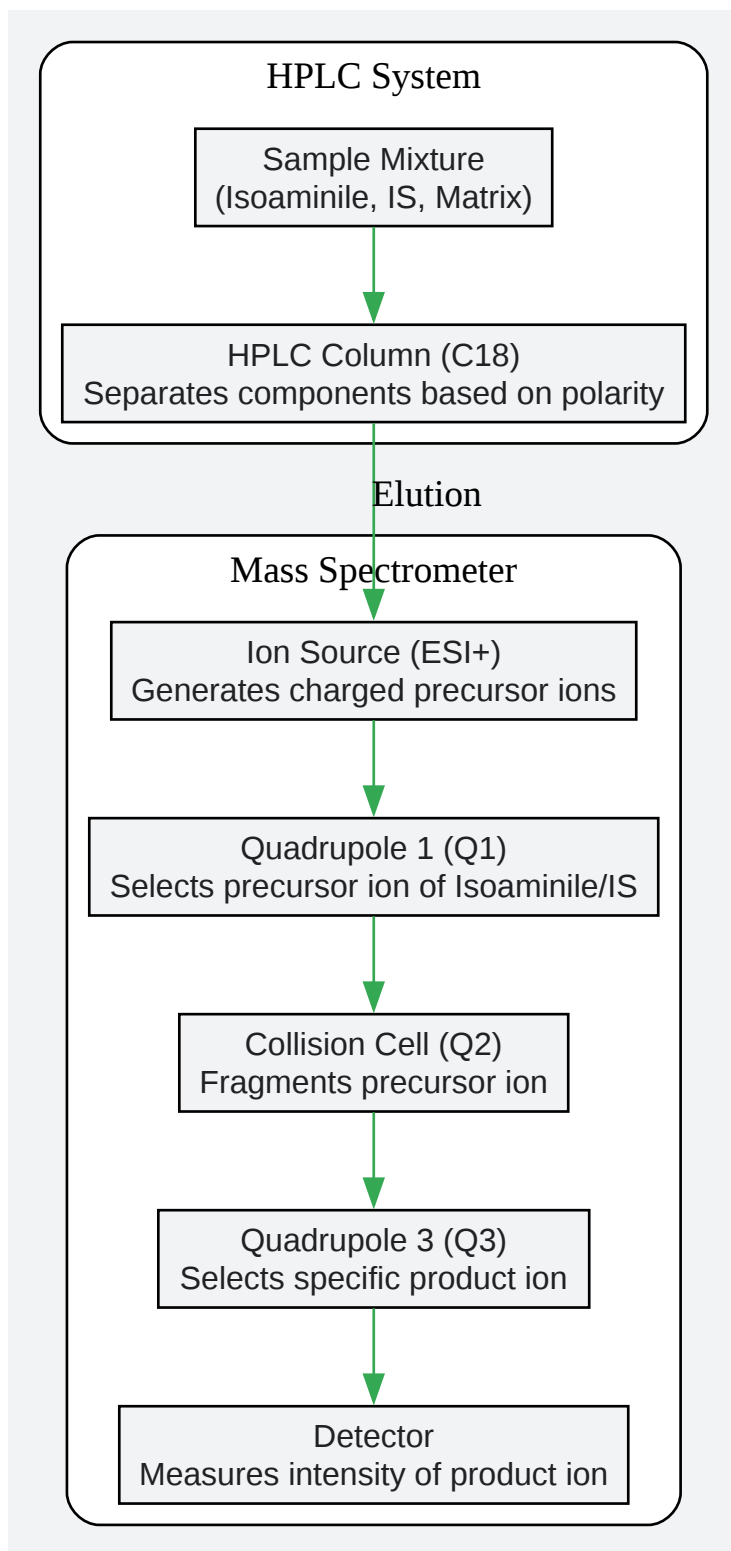 HPLC System
Sample Mixture
(Isoaminile, IS, Matrix)
HPLC Column (C18)
Separates components based on polarity
Elution
Mass Spectrometer
Ion Source (ESI+)
Generates charged precursor ions
Quadrupole 1 (Q1)
Selects precursor ion of Isoaminile/IS
Collision Cell (Q2)
Fragments precursor ion
Quadrupole 3 (Q3)
Selects specific product ion
Detector
Measures intensity of product ion